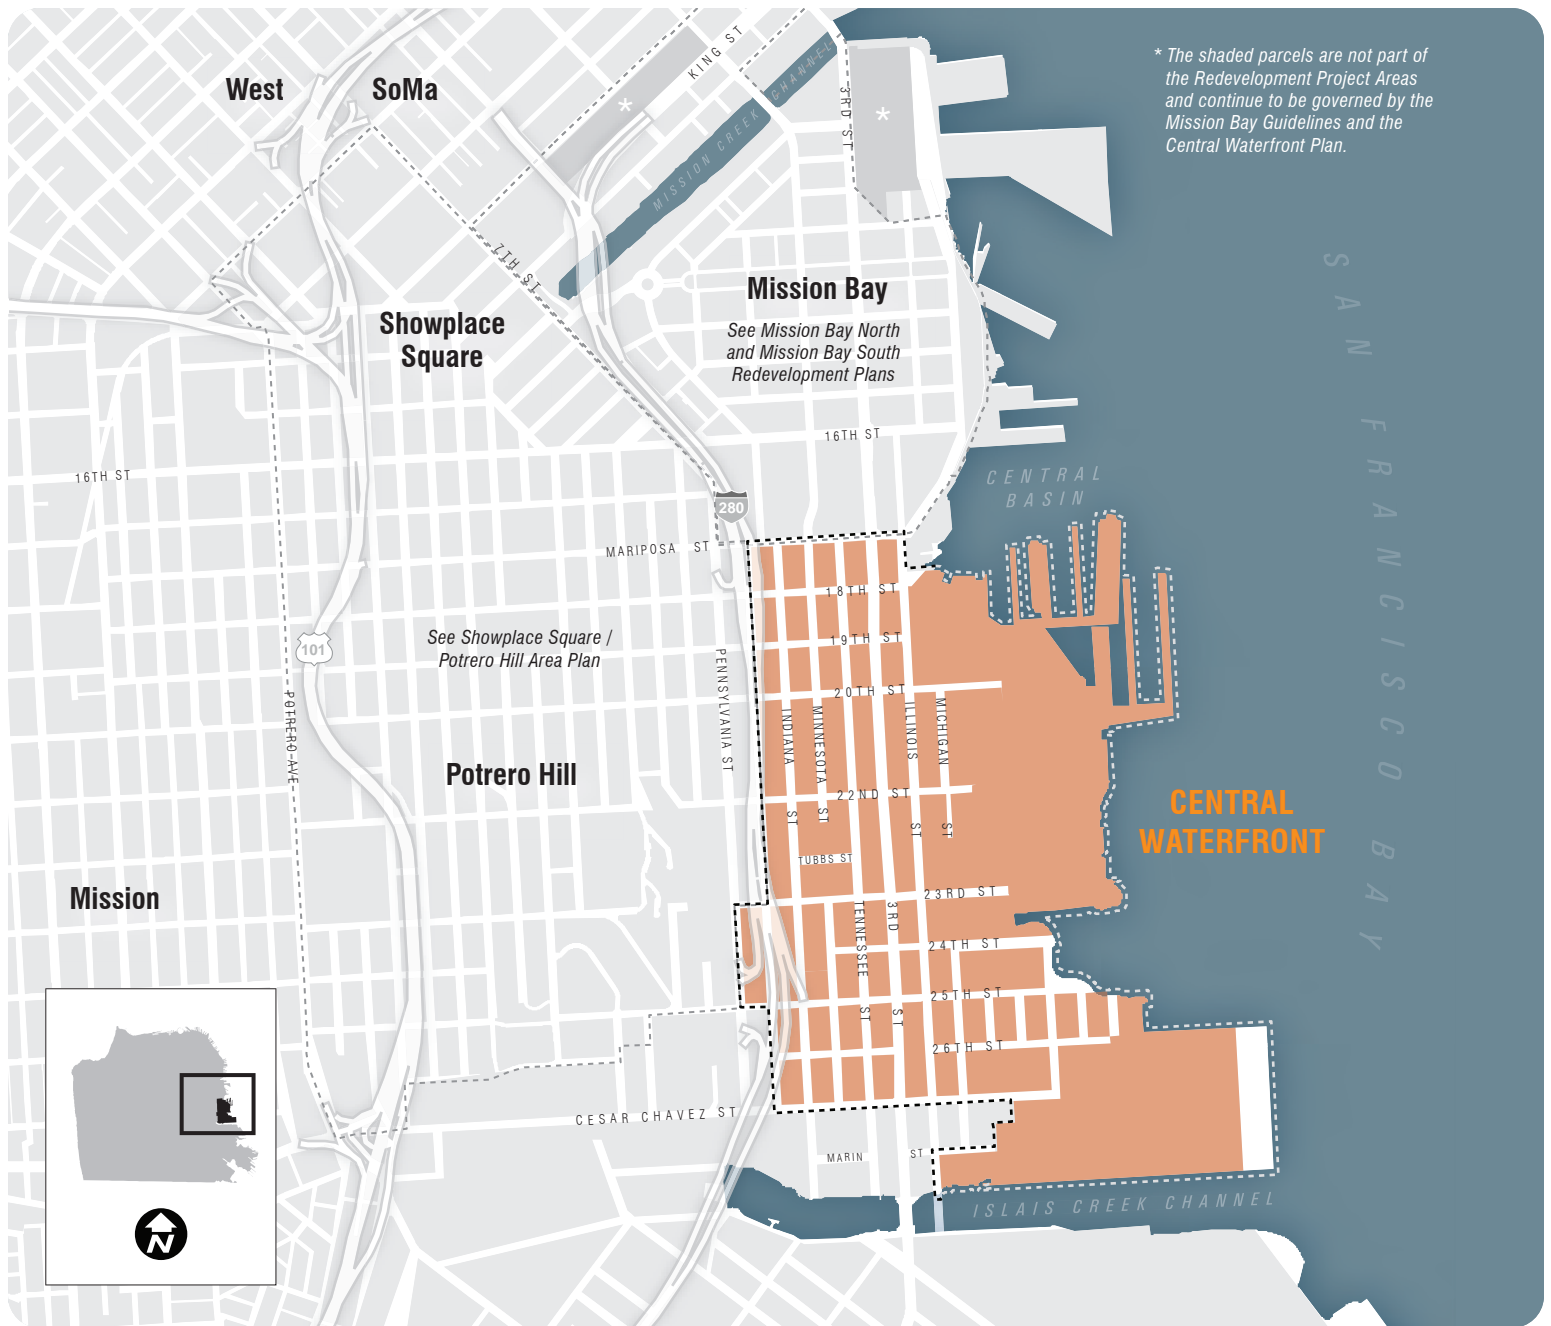 * The shaded parcels are not part of
the Redevelopment Project Areas
and continue to be governed by the
Mission Bay Guidelines and the
Central Waterfront Plan.
West
SoMa
*
*
KING ST
MISSION CREEK CHANNEL
3RD ST
7TH ST
Mission Bay
See Mission Bay North
and Mission Bay South
Redevelopment Plans
Showplace
Square
SAN FRANCISCO BAY
16TH ST
16TH ST
CENTRAL
BASIN
280
MARIPOSA ST
18TH ST
19TH ST
20TH ST
See Showplace Square /
Potrero Hill Area Plan
101
POTRERO AVE
PENNSYLVANIA ST
INDIANA ST
MINNESOTA ST
ILLINOIS ST
MICHIGAN ST
Potrero Hill
22ND ST
CENTRAL
WATERFRONT
TUBBS ST
Mission
23RD ST
TENNESSEE ST
3RD ST
24TH ST
25TH ST
26TH ST
CESAR CHAVEZ ST
MARIN ST
ISLAIS CREEK CHANNEL
N